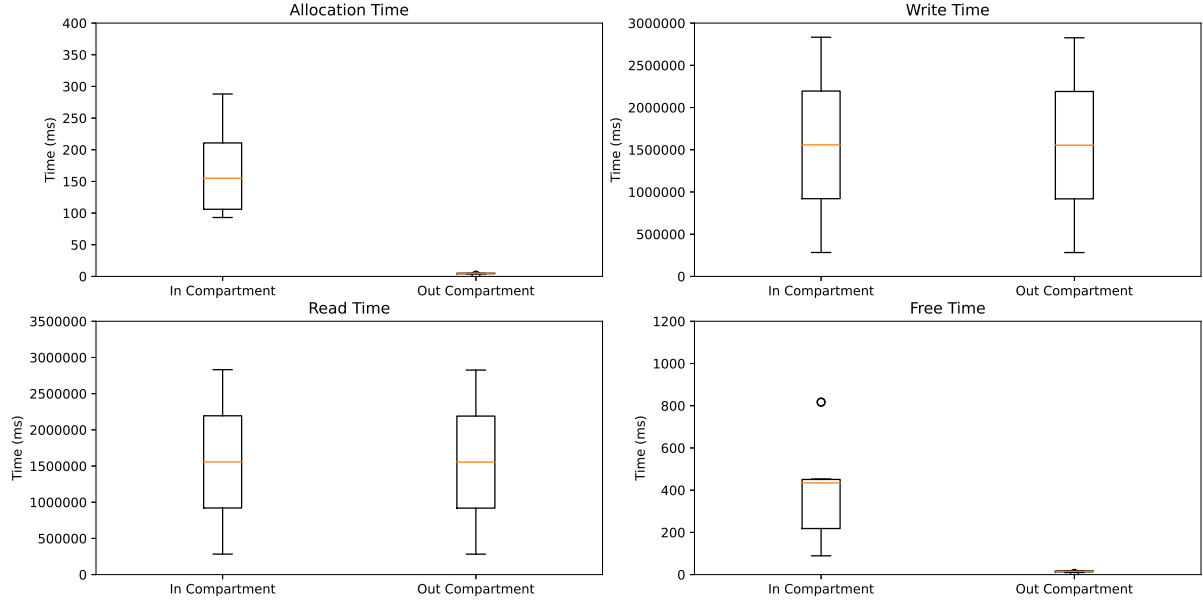 Allocation Time
400
350
300
250
200
150
100
50
0
Time (ms)
In Compartment
Out Compartment
Write Time
3000000
2500000
2000000
1500000
1000000
500000
0
Time (ms)
In Compartment
Out Compartment
Read Time
3500000
3000000
2500000
2000000
1500000
1000000
500000
0
Time (ms)
In Compartment
Out Compartment
Free Time
1200
1000
800
600
400
200
0
Time (ms)
In Compartment
Out Compartment